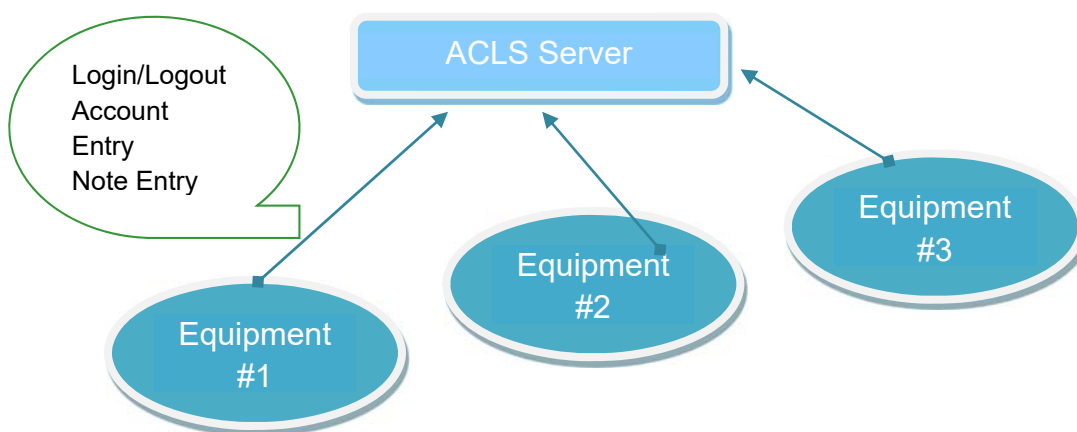 ACLS Server
Login/Logout
Account
Entry
Note Entry
Equipment
#3
Equipment
#2
Equipment
#1